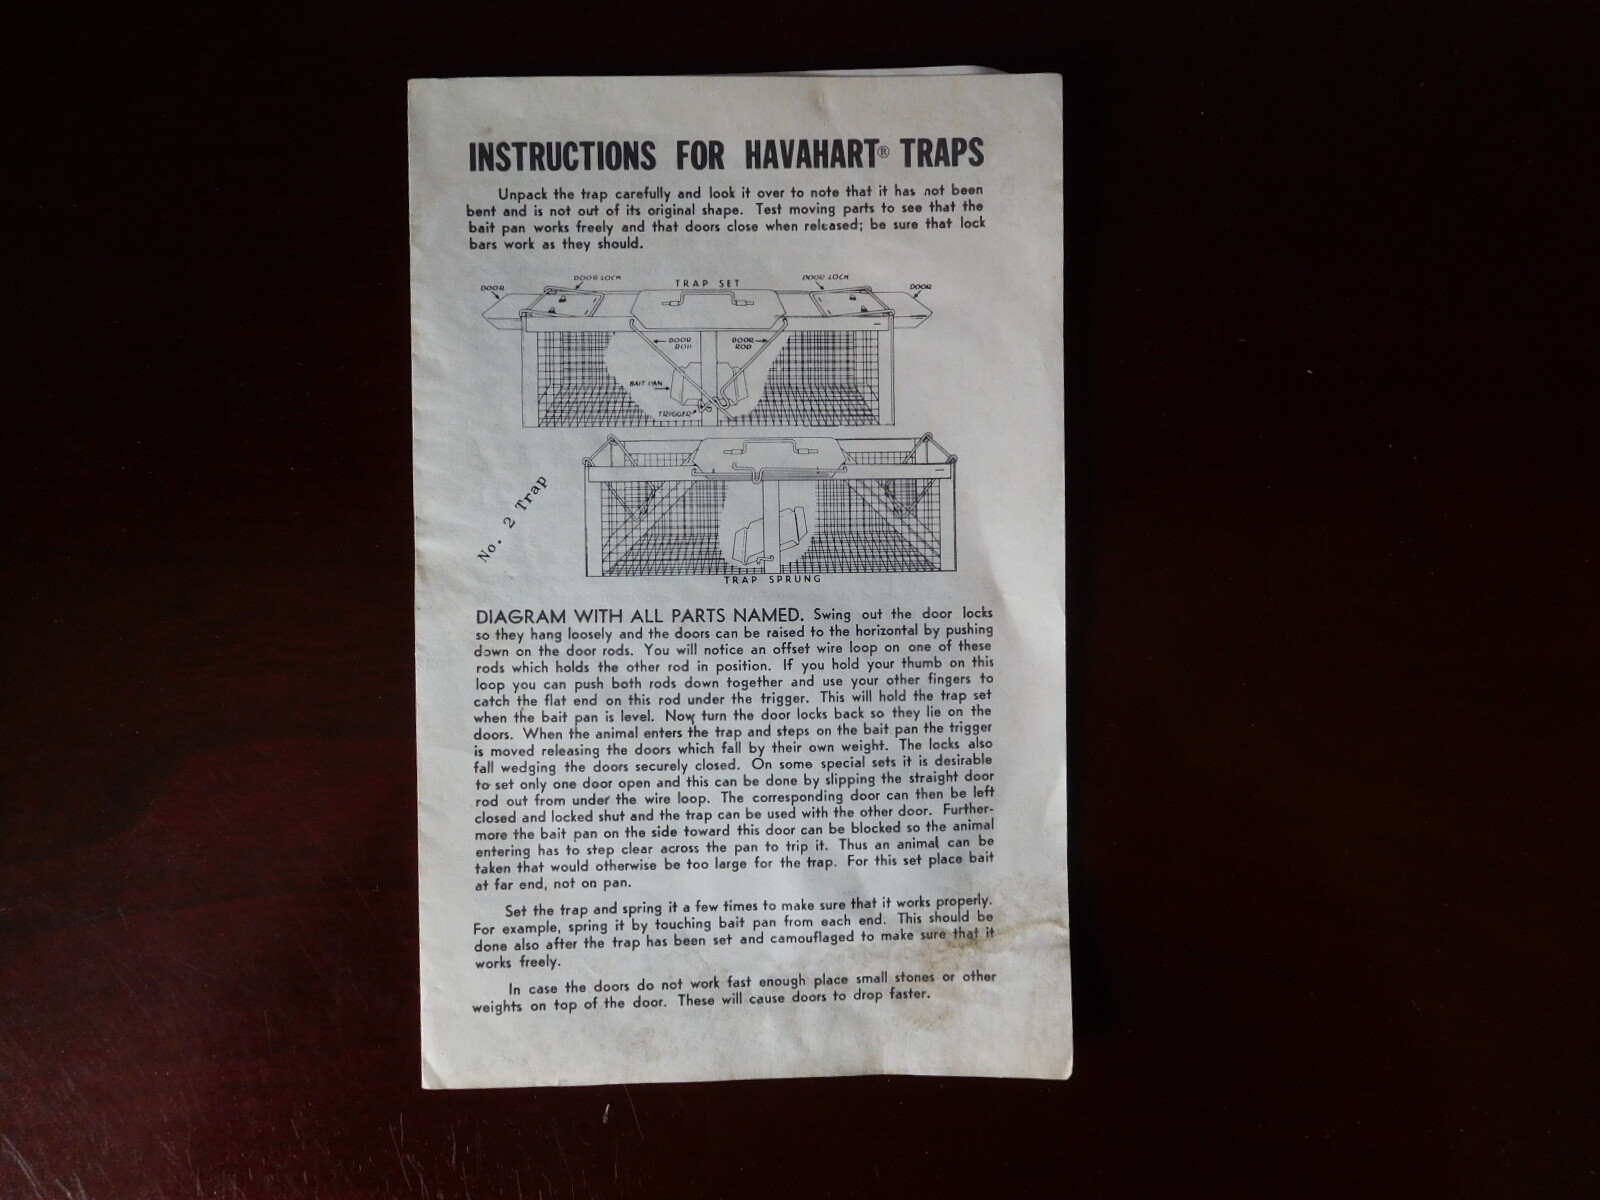 INSTRUCTIONS FOR HAVAHART® TRAPS
Unpack the trap carefully and look it over to note that it has not been
bent and is not out of its original shape. Test moving parts to see that the
bait pan works freely and that doors close when released; be sure that lock
bars work as they should.
DOOR
DOOR LOCK
TRAP SET
DOOR LOCK
DOOR
DOOR
ROD
DOOR
ROD
BAIT PAN
TRIGGER
No. 2 Trap
TRAP SPRUNG
DIAGRAM WITH ALL PARTS NAMED. Swing out the door locks
so they hang loosely and the doors can be raised to the horizontal by pushing
down on the door rods. You will notice an offset wire loop on one of these
rods which holds the other rod in position. If you hold your thumb on this
loop you can push both rods down together and use your other fingers to
catch the flat end on this rod under the trigger. This will hold the trap set
when the bait pan is level. Now turn the door locks back so they lie on the
doors. When the animal enters the trap and steps on the bait pan the trigger
is moved releasing the doors which fall by their own weight. The locks also
fall wedging the doors securely closed. On some special sets it is desirable
to set only one door open and this can be done by slipping the straight door
rod out from under the wire loop. The corresponding door can then be left
closed and locked shut and the trap can be used with the other door. Further-
more the bait pan on the side toward this door can be blocked so the animal
entering has to step clear across the pan to trip it. Thus an animal can be
taken that would otherwise be too large for the trap. For this set place bait
at far end, not on pan.
Set the trap and spring it a few times to make sure that it works properly.
For example, spring it by touching bait pan from each end. This should be
done also after the trap has been set and camouflaged to make sure that it
works freely.
In case the doors do not work fast enough place small stones or other
weights on top of the door. These will cause doors to drop faster.